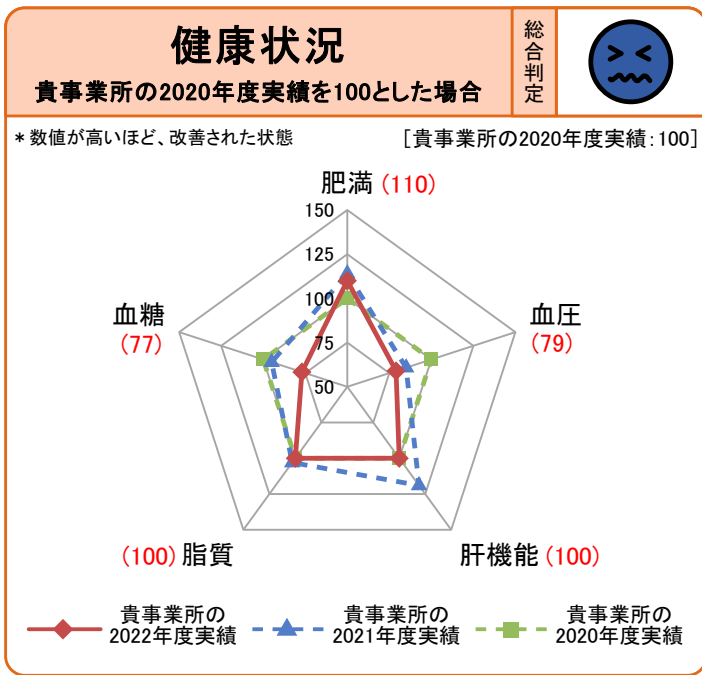 健康状況
貴事業所の2020年度実績を100とした場合
総合判定
＊数値が高いほど、改善された状態
［貴事業所の2020年度実績：100］
肥満 (110)
150
125
100
75
50
血糖
(77)
血圧
(79)
(100) 脂質
肝機能 (100)
貴事業所の
2022年度実績
貴事業所の
2021年度実績
貴事業所の
2020年度実績